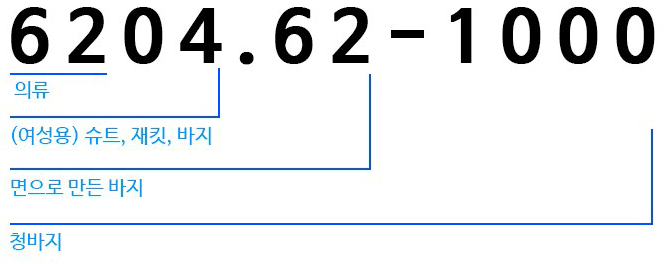 6204.62-1000
의류
(여성용) 슈트, 재킷, 바지
면으로 만든 바지
청바지